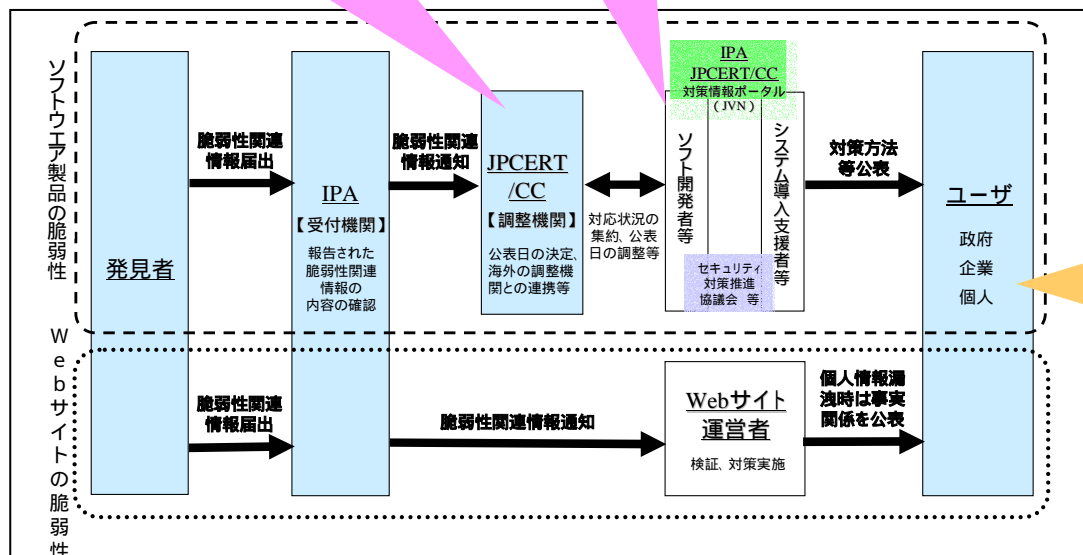 ソフトウエア製品の脆弱性
発見者
脆弱性関連
情報届出
IPA
【受付機関】
報告された
脆弱性関連
情報の
内容の確認
脆弱性関連
情報通知
JPCERT
/CC
【調整機関】
公表日の決定、
海外の調整機
関との連携等
対応状況の
集約、公表
日の調整等
IPA
JPCERT/CC
対策情報ポータル
(JVN)
ソフト開発者等
システム導入支援者等
セキュリティ
対策推進
協議会 等
対策方法
等公表
ユーザ
政府
企業
個人
Webサイトの脆弱性
脆弱性関連
情報届出
脆弱性関連情報通知
Webサイト
運営者
検証、対策実施
個人情報漏
洩時は事実
関係を公表